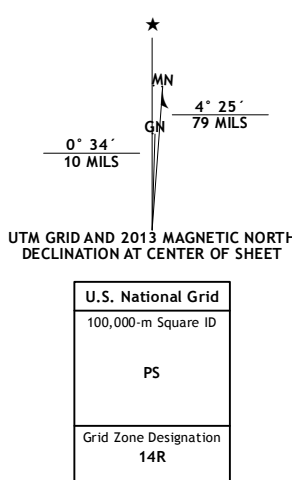 ★
MN
GN
4° 25´
79 MILS
0° 34´
10 MILS
UTM GRID AND 2013 MAGNETIC NORTH
DECLINATION AT CENTER OF SHEET
U.S. National Grid
100,000-m Square ID
PS
Grid Zone Designation
14R